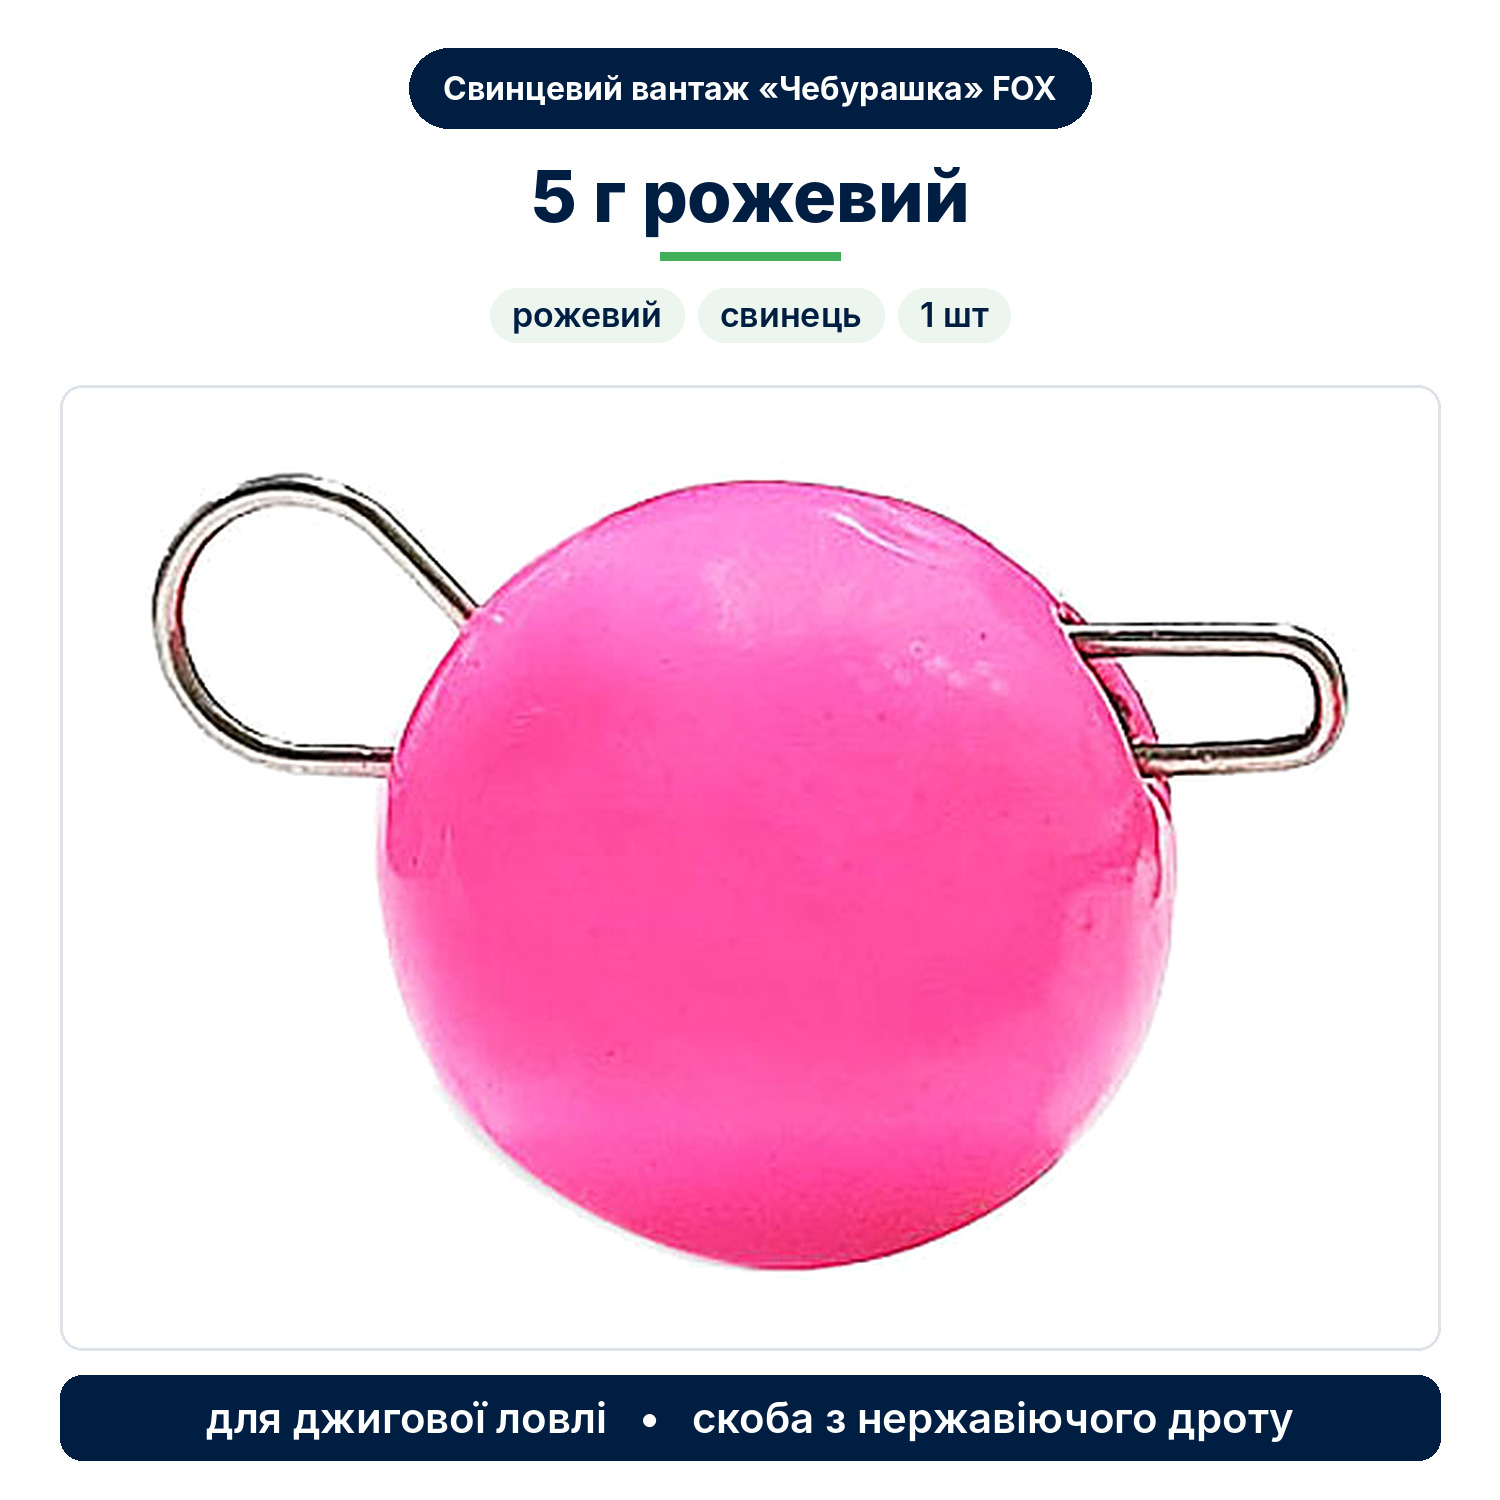 Свинцевий вантаж «Чебурашка» FOX
5 г рожевий
рожевий свинець 1 шт
для джигової ловлі • скоба з нержавіючого дроту